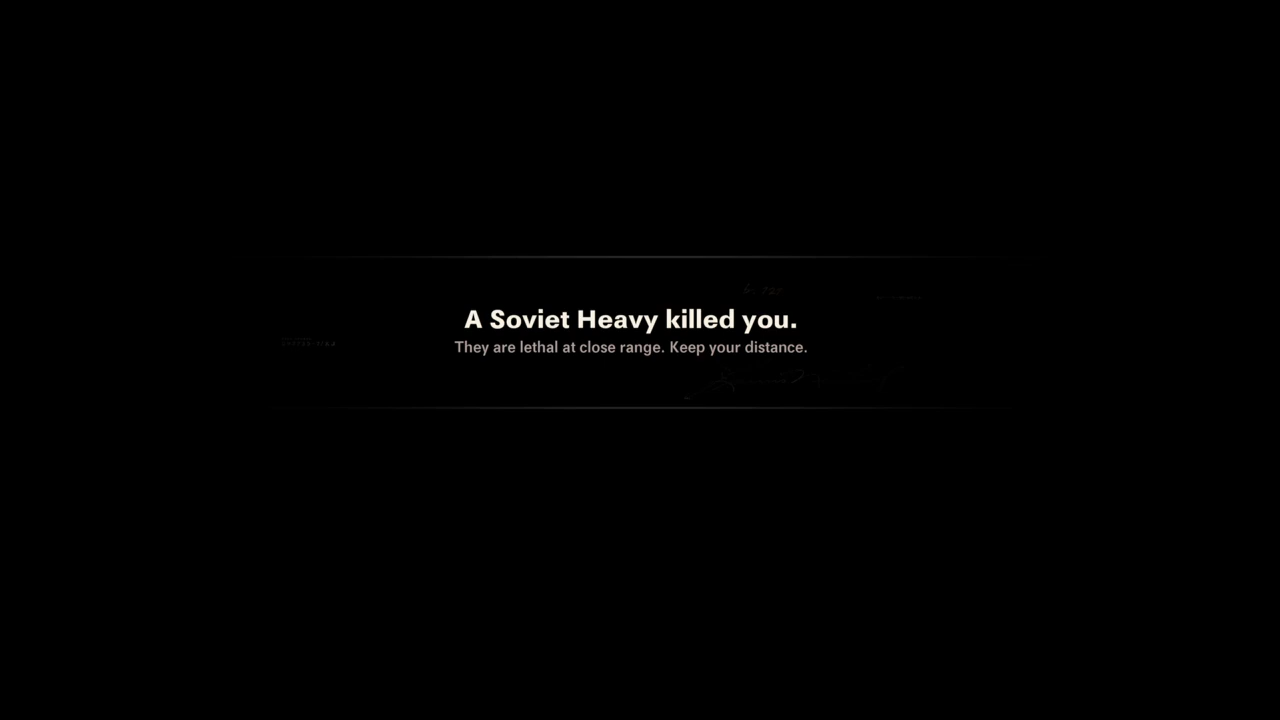 A Soviet Heavy killed you.
They are lethal at close range. Keep your distance.